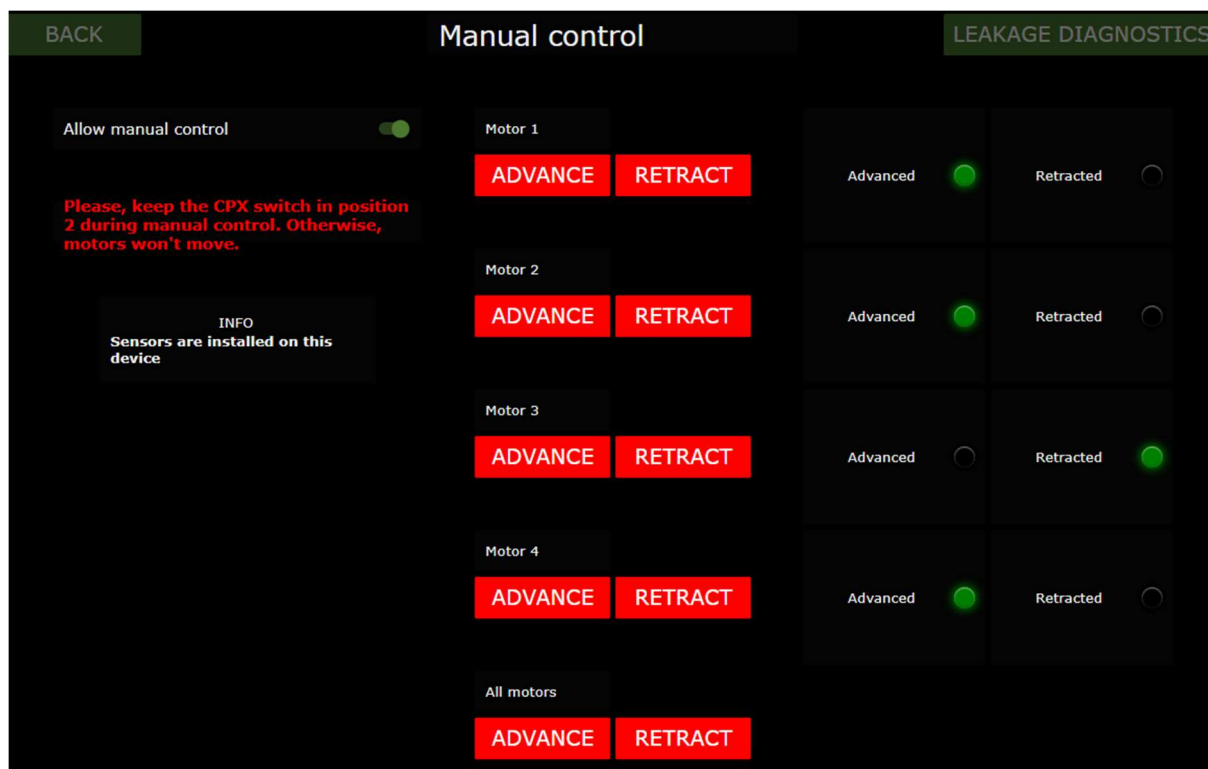 BACK
Manual control
LEAKAGE DIAGNOSTICS
Allow manual control
Please, keep the CPX switch in position
2 during manual control. Otherwise,
motors won't move.
INFO
Sensors are installed on this
device
Motor 1
ADVANCE RETRACT
Advanced
Retracted
Motor 2
ADVANCE RETRACT
Advanced
Retracted
Motor 3
ADVANCE RETRACT
Advanced
Retracted
Motor 4
ADVANCE RETRACT
Advanced
Retracted
All motors
ADVANCE RETRACT